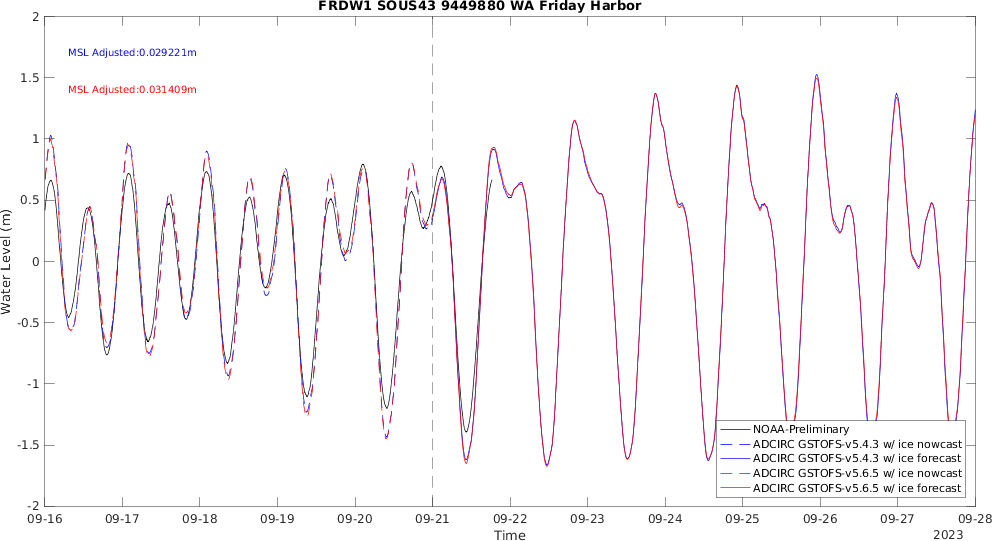 FRDW1 SOUS43 9449880 WA Friday Harbor
MSL Adjusted:0.029221m
MSL Adjusted:0.031409m
Water Level (m)
2
1.5
1
0.5
0
-0.5
-1
-1.5
-2
NOAA-Preliminary
ADCIRC GSTOFS-v5.4.3 w/ ice nowcast
ADCIRC GSTOFS-v5.4.3 w/ ice forecast
ADCIRC GSTOFS-v5.6.5 w/ ice nowcast
ADCIRC GSTOFS-v5.6.5 w/ ice forecast
09-16 09-17 09-18 09-19 09-20 09-21 09-22 09-23 09-24 09-25 09-26 09-27 09-28
Time
2023